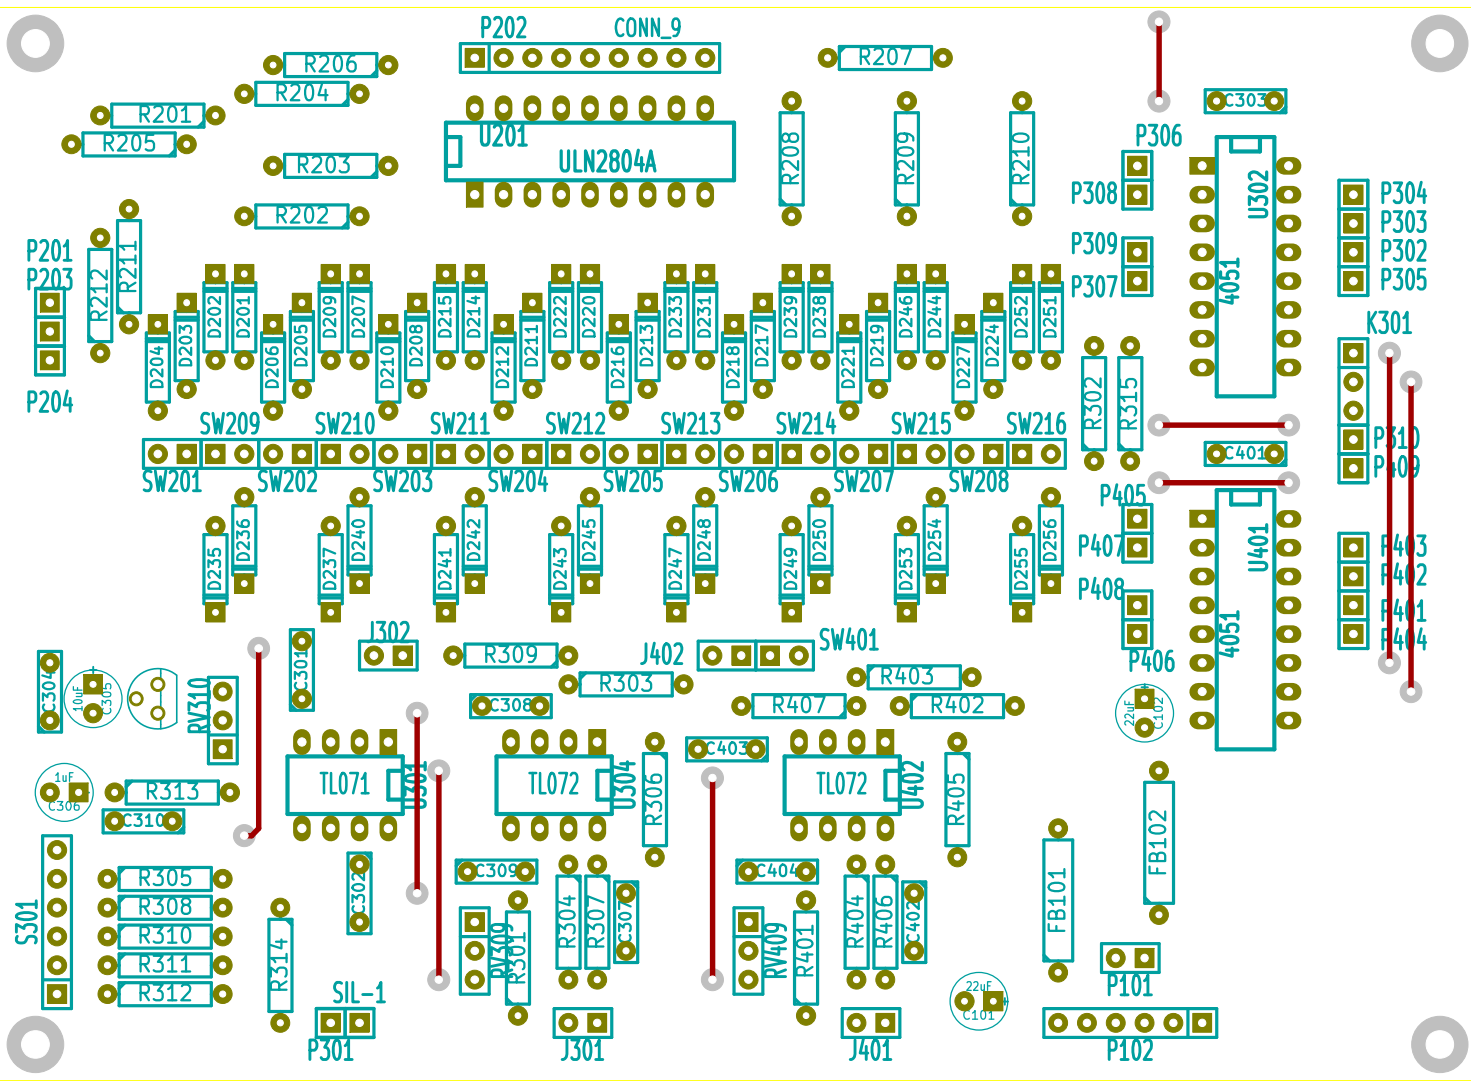 P202 CONN_9
R206 R207
R204
R201
R205
C303
P306
U201
ULN2804A
R208 R209 R210
R203
R202
P308
U302
P304
P303
P309
P302
P307
4051
P305
P201
P203
R212 R211
P204
K301
D204 D203 D202 D201 D206 D205 D209 D207 D210 D208 D215 D214 D212 D211 D222 D220 D216 D213 D233 D231 D218 D217 D239 D238 D221 D219 D246 D244 D227 D224 D252 D251
R302 R315
SW209 SW210 SW211 SW212 SW213 SW214 SW215 SW216
P310
C401
P409
SW201 SW202 SW203 SW204 SW205 SW206 SW207 SW208
P405
D235 D236 D237 D240 D241 D242 D243 D245 D247 D248 D249 D250 D253 D254 D255 D256
P407
U401
P403
P402
P408
P401
4051
P404
P406
J302
R309
J402
SW401
C301
R303
R403
C304
10uF
C305
RV310
C308
R407
R402
22uF
C102
C403
TL071
U301
TL072
U304
R306
TL072
U402
R405
1uF
C306
R313
C310
FB102
R305
C302
C309
C404
R308
S301
R310
R311
R312
R314
RV309
R301
R304
R307
C307
RV409
R401
R404
R406
C402
FB101
22uF
C101
P101
SIL-1
P301
J301
J401
P102